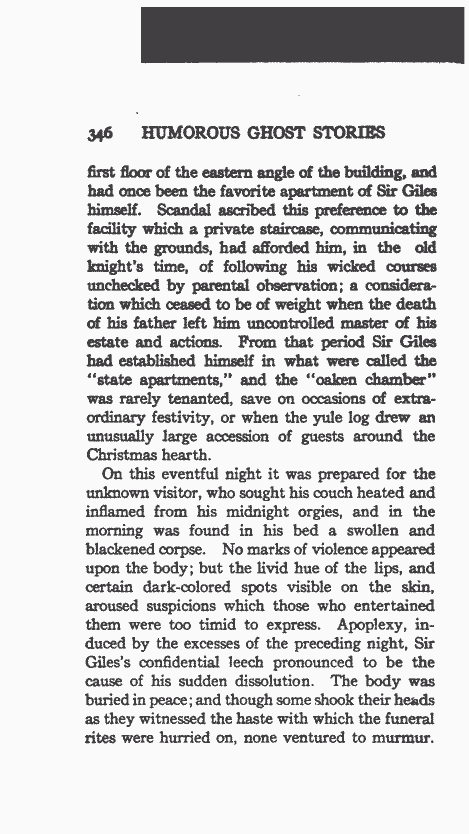 346 HUMOROUS GHOST STORIES
first floor of the eastern angle of the building, and
had once been the favorite apartment of Sir Giles
himself. Scandal ascribed this preference to the
facility which a private staircase, communicating
with the grounds, had afforded him, in the old
knight's time, of following his wicked courses
unchecked by parental observation; a considera-
tion which ceased to be of weight when the death
of his father left him uncontrolled master of his
estate and actions. From that period Sir Giles
had established himself in what were called the
"state apartments," and the "oaken chamber"
was rarely tenanted, save on occasions of extra-
ordinary festivity, or when the yule log drew an
unusually large accession of guests around the
Christmas hearth.
On this eventful night it was prepared for the
unknown visitor, who sought his couch heated and
inflamed from his midnight orgies, and in the
morning was found in his bed a swollen and
blackened corpse. No marks of violence appeared
upon the body; but the livid hue of the lips, and
certain dark-colored spots visible on the skin,
aroused suspicions which those who entertained
them were too timid to express. Apoplexy, in-
duced by the excesses of the preceding night, Sir
Giles's confidential leech pronounced to be the
cause of his sudden dissolution. The body was
buried in peace; and though some shook their heads
as they witnessed the haste with which the funeral
rites were hurried on, none ventured to murmur.